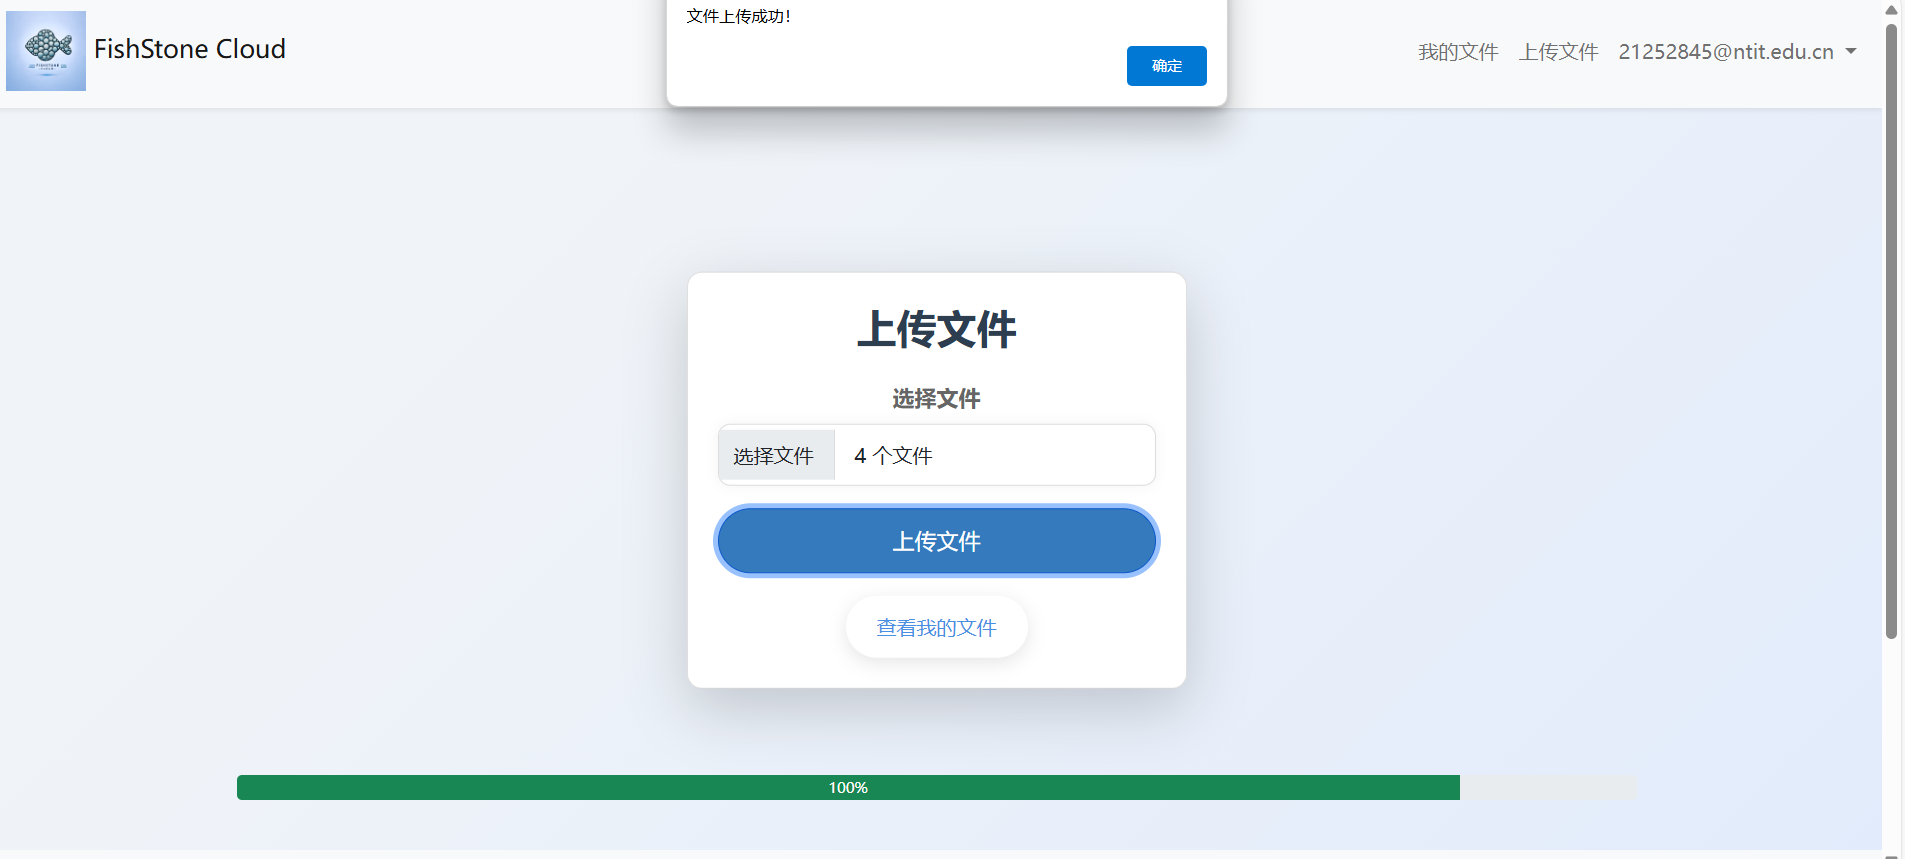 文件上传成功！
确定
FishStone Cloud
我的文件 上传文件 21252845@ntit.edu.cn
上传文件
选择文件
选择文件 4 个文件
上传文件
查看我的文件
100%